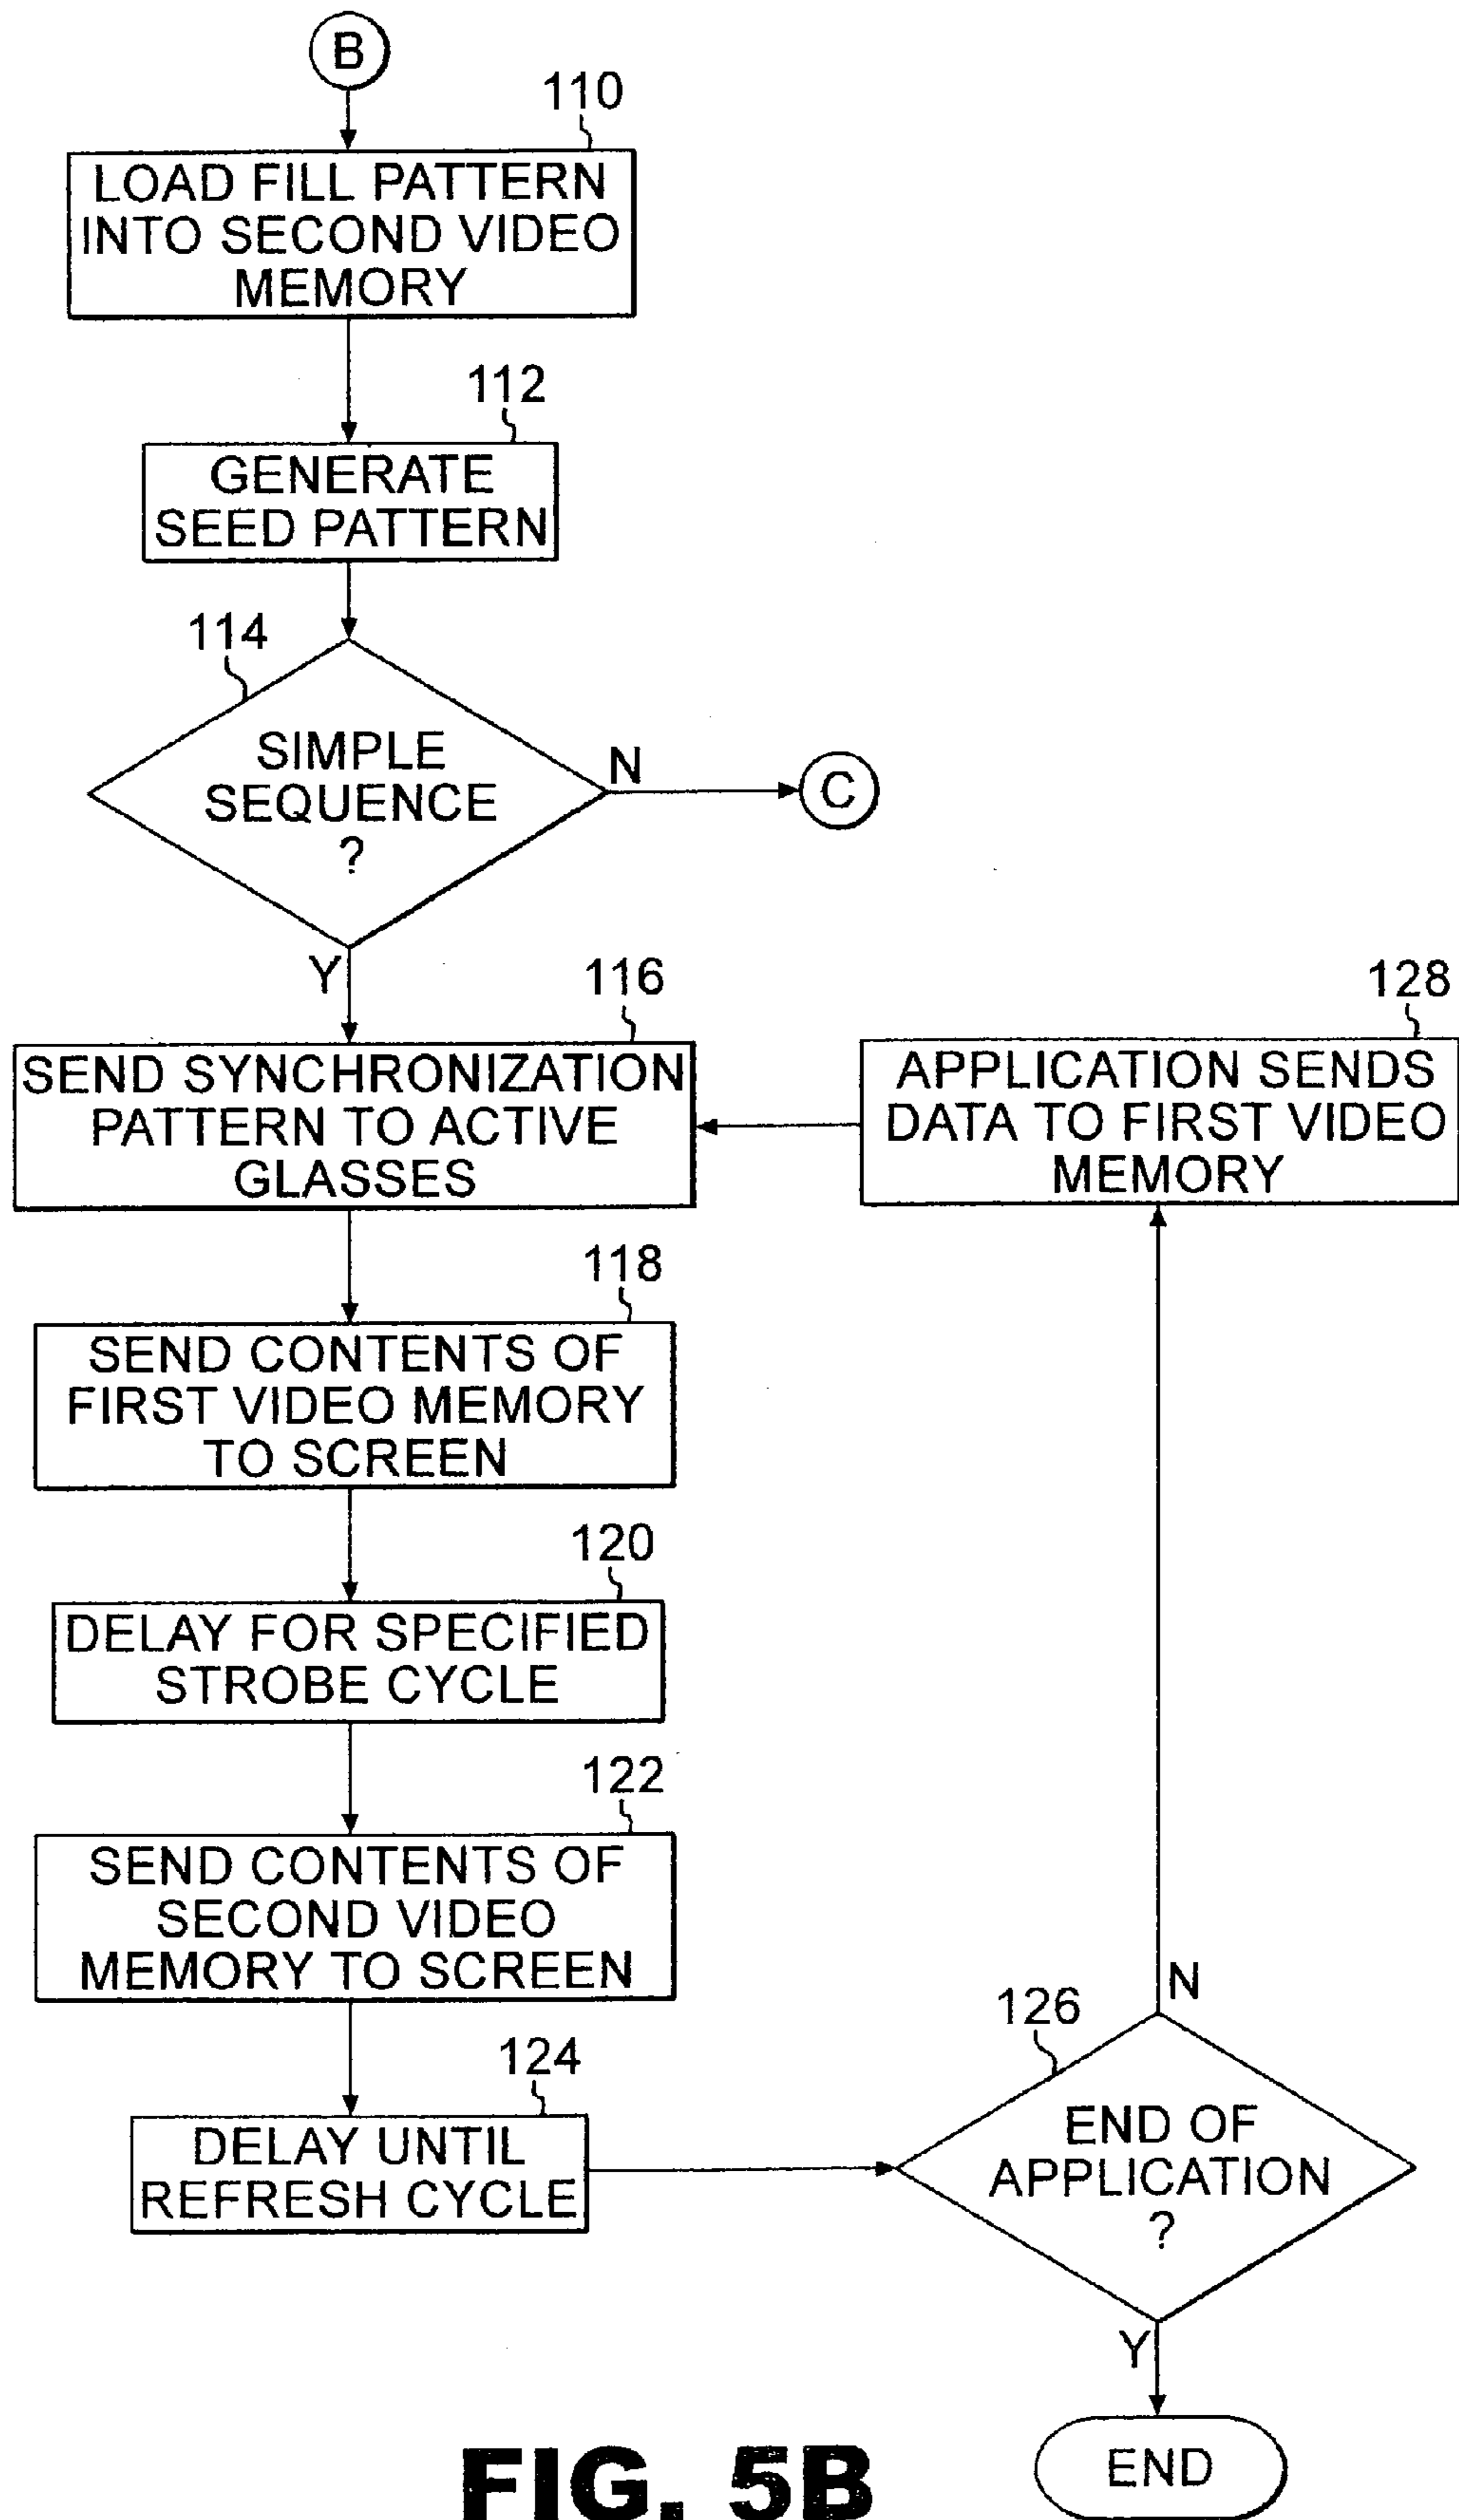 B
110
LOAD FILL PATTERN
INTO SECOND VIDEO
MEMORY
112
GENERATE
SEED PATTERN
114
SIMPLE
SEQUENCE
?
N
C
Y
116
SEND SYNCHRONIZATION
PATTERN TO ACTIVE
GLASSES
128
APPLICATION SENDS
DATA TO FIRST VIDEO
MEMORY
118
SEND CONTENTS OF
FIRST VIDEO MEMORY
TO SCREEN
120
DELAY FOR SPECIFIED
STROBE CYCLE
122
SEND CONTENTS OF
SECOND VIDEO
MEMORY TO SCREEN
124
DELAY UNTIL
REFRESH CYCLE
126
N
END OF
APPLICATION
?
Y
END
FIG. 5B